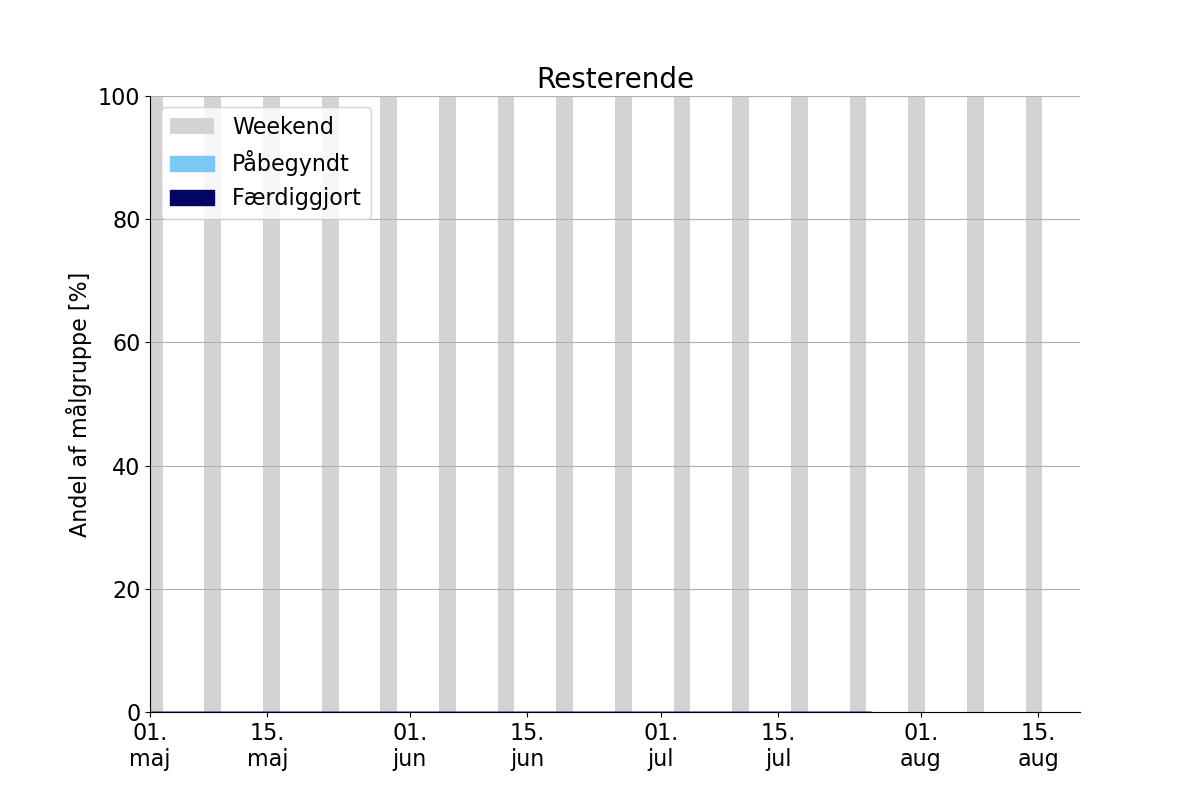 Resterende
100
80
60
40
20
0
Andel af målgruppe [%]
Weekend
Påbegyndt
Færdiggjort
01. 15. 01. 15. 01. 15. 01. 15.
maj maj jun jun jul jul aug aug